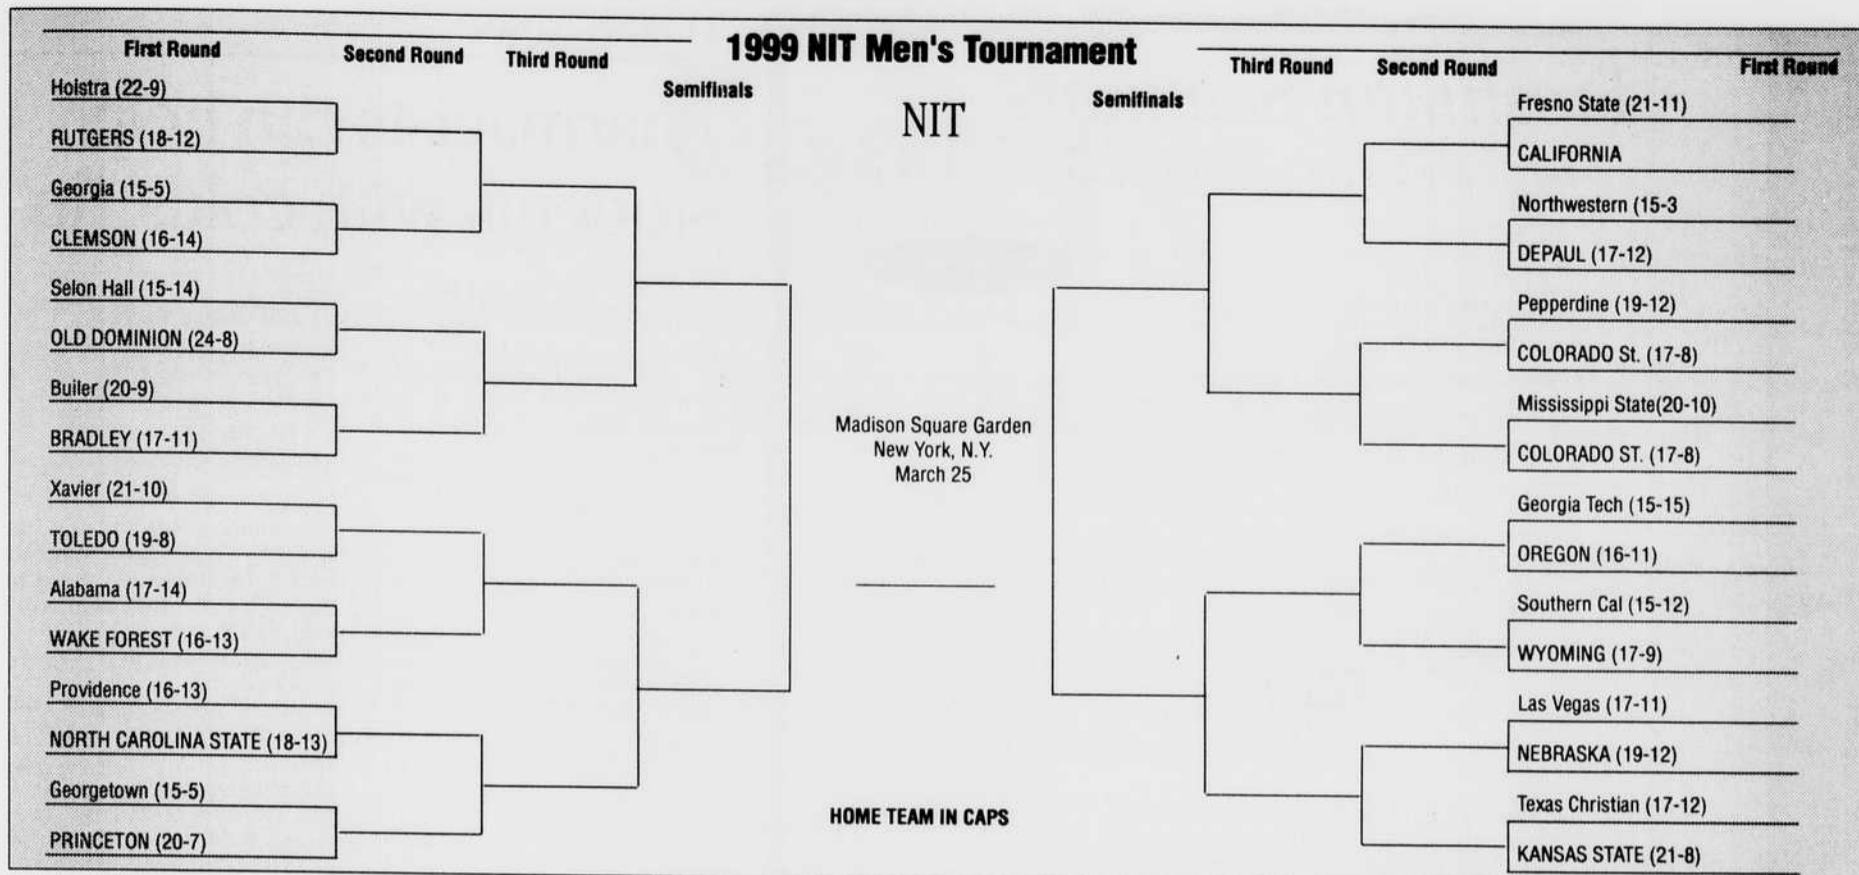 1999 NIT Men's Tournament
First Round
Second Round
Third Round
Semifinals
NIT
Semifinals
Third Round
Second Round
First Round
Holstra (22-9)
RUTGERS (18-12)
Georgia (15-5)
CLEMSON (16-14)
Selon Hall (15-14)
OLD DOMINION (24-8)
Builer (20-9)
BRADLEY (17-11)
Xavier (21-10)
TOLEDO (19-8)
Alabama (17-14)
WAKE FOREST (16-13)
Providence (16-13)
NORTH CAROLINA STATE (18-13)
Georgetown (15-5)
PRINCETON (20-7)
Madison Square Garden
New York, N.Y.
March 25
HOME TEAM IN CAPS
Fresno State (21-11)
CALIFORNIA
Northwestern (15-3
DEPAUL (17-12)
Pepperdine (19-12)
COLORADO St. (17-8)
Mississippi State(20-10)
COLORADO ST. (17-8)
Georgia Tech (15-15)
OREGON (16-11)
Southern Cal (15-12)
WYOMING (17-9)
Las Vegas (17-11)
NEBRASKA (19-12)
Texas Christian (17-12)
KANSAS STATE (21-8)